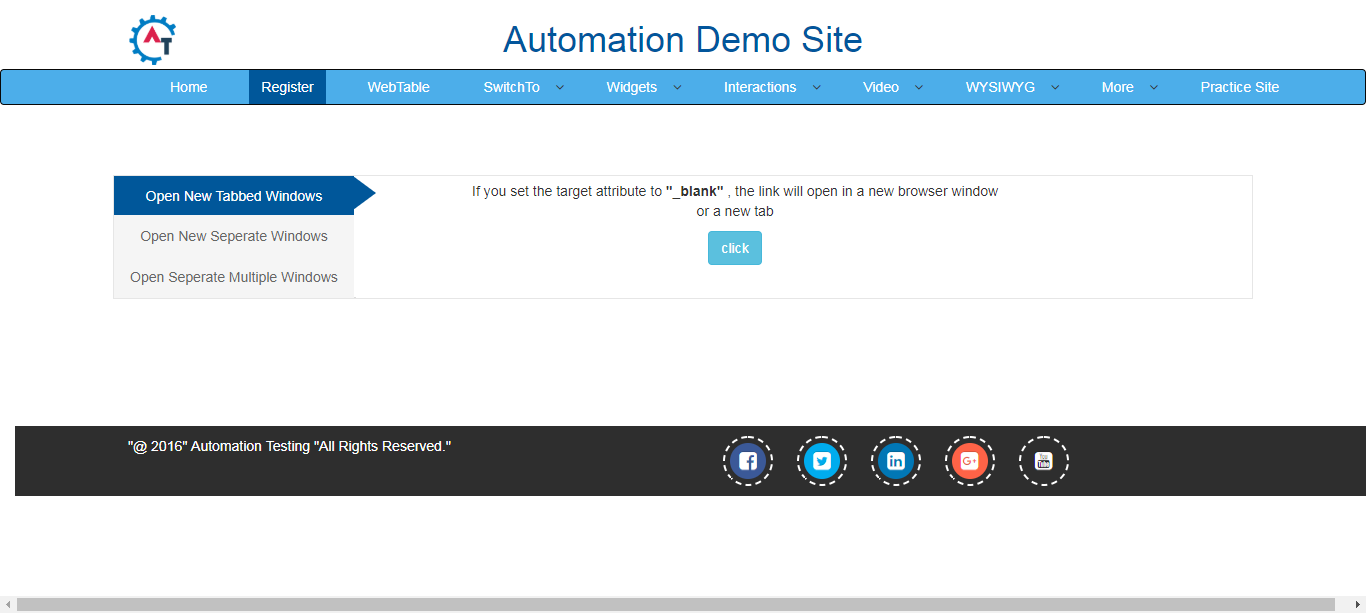 AT
Automation Demo Site
Home Register WebTable SwitchTo Widgets Interactions Video WYSIWYG More Practice Site
Open New Tabbed Windows
Open New Seperate Windows
Open Seperate Multiple Windows
If you set the target attribute to "_blank" , the link will open in a new browser window
or a new tab
click
"@ 2016" Automation Testing "All Rights Reserved."
f in G+ You Tube